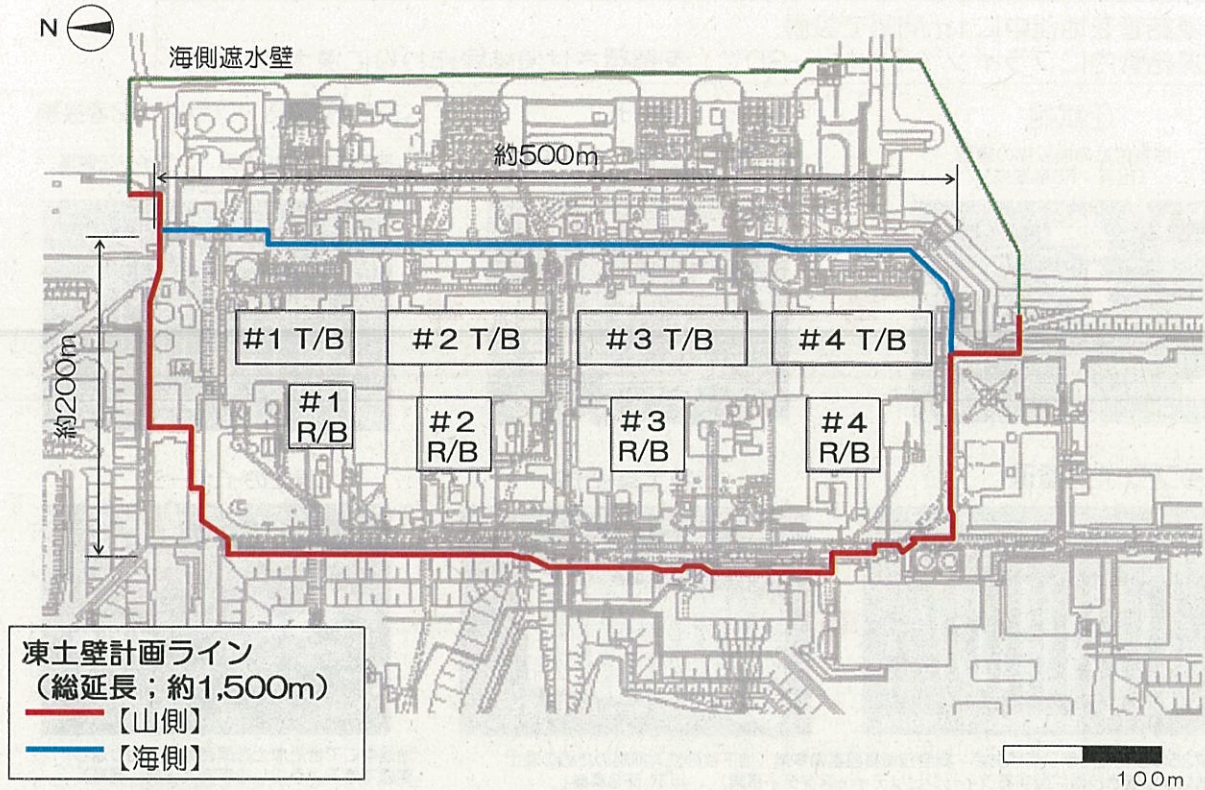 N
海側遮水壁
約500m
約200m
#1 T/B
#2 T/B
#3 T/B
#4 T/B
#1
R/B
#2
R/B
#3
R/B
#4
R/B
凍土壁計画ライン
(総延長；約1,500m)
【山側】
【海側】
100m